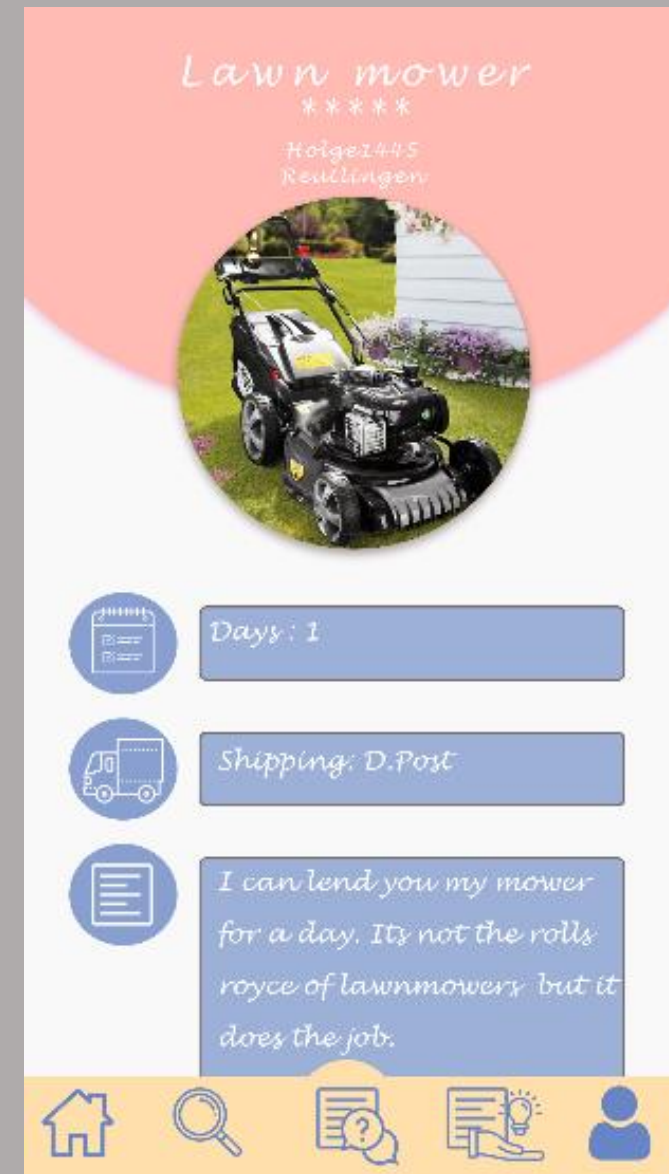 Lawn mower
*****
Holge1445
Reutlingen
Days : 1
Shipping: D.Post
I can lend you my mower
for a day. Its not the rolls
royce of lawnmowers but it
does the job.